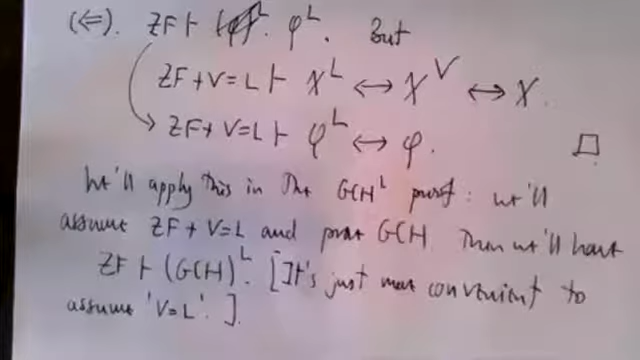 (⇐). ZF ⊢ φ^L. But
ZF + V = L ⊢ χ^L ↔ χ^V ↔ χ.
ZF + V = L ⊢ φ^L ↔ φ. □
We'll apply this in the GCH^L proof: we'll
assume ZF + V = L and prove GCH. Then we'll have
ZF ⊢ (GCH)^L. [It's just more convenient to
assume 'V = L'.]